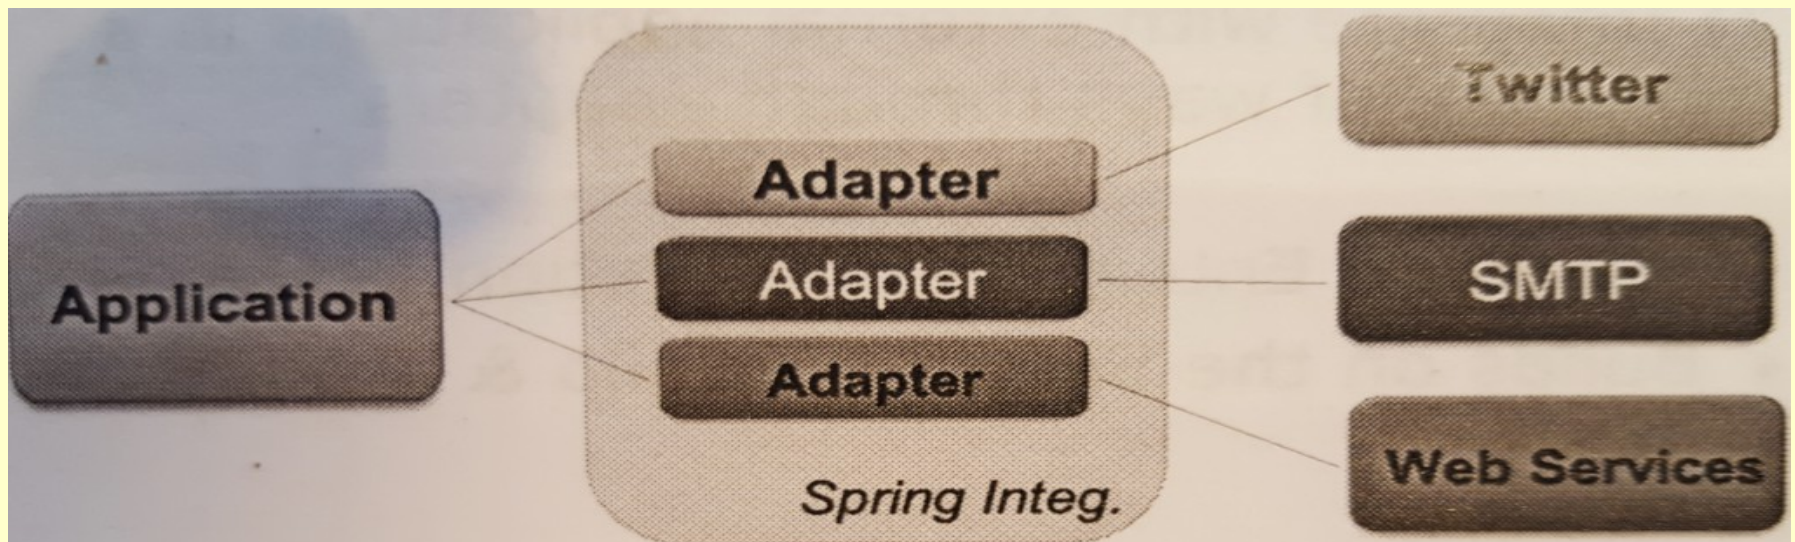 Application
Adapter
Adapter
Adapter
Spring Integ.
Twitter
SMTP
Web Services